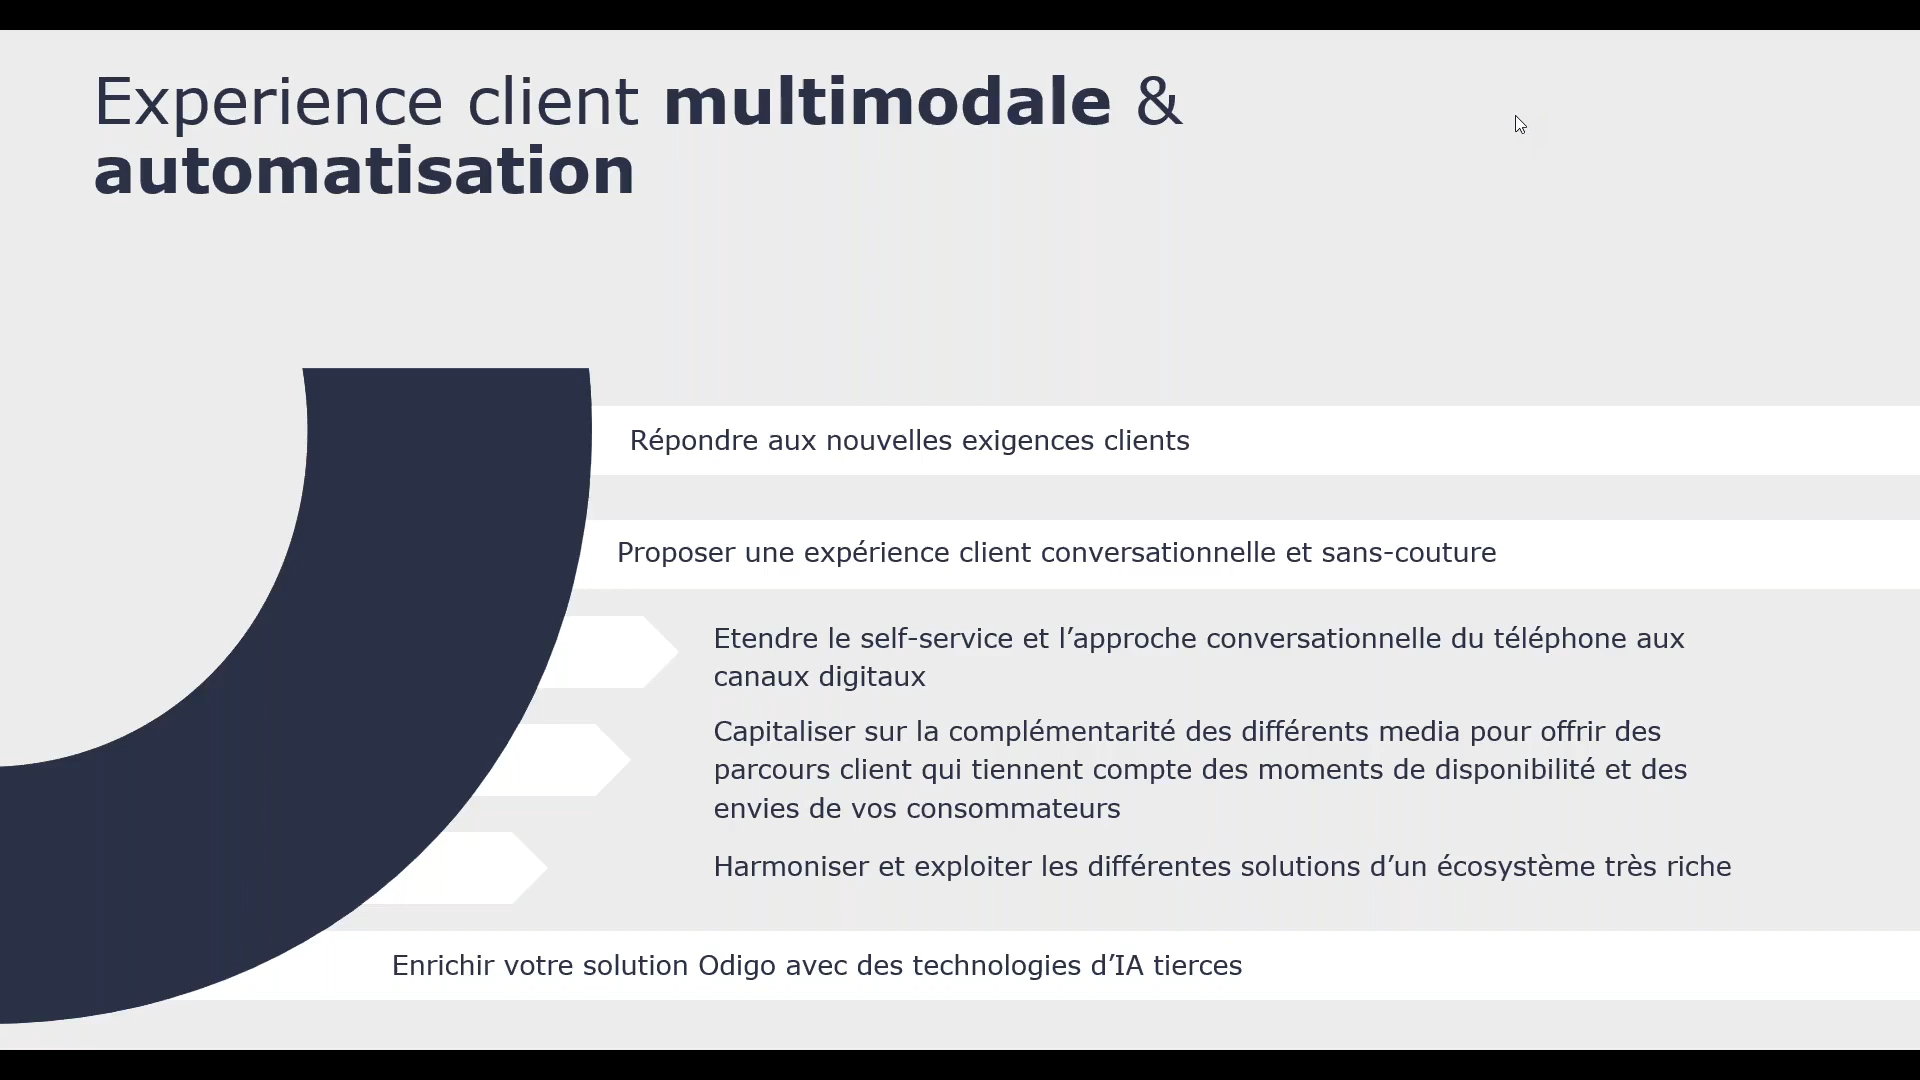 Experience client multimodale &
automatisation
Répondre aux nouvelles exigences clients
Proposer une expérience client conversationnelle et sans-couture
Etendre le self-service et l’approche conversationnelle du téléphone aux
canaux digitaux
Capitaliser sur la complémentarité des différents media pour offrir des
parcours client qui tiennent compte des moments de disponibilité et des
envies de vos consommateurs
Harmoniser et exploiter les différentes solutions d’un écosystème très riche
Enrichir votre solution Odigo avec des technologies d’IA tierces